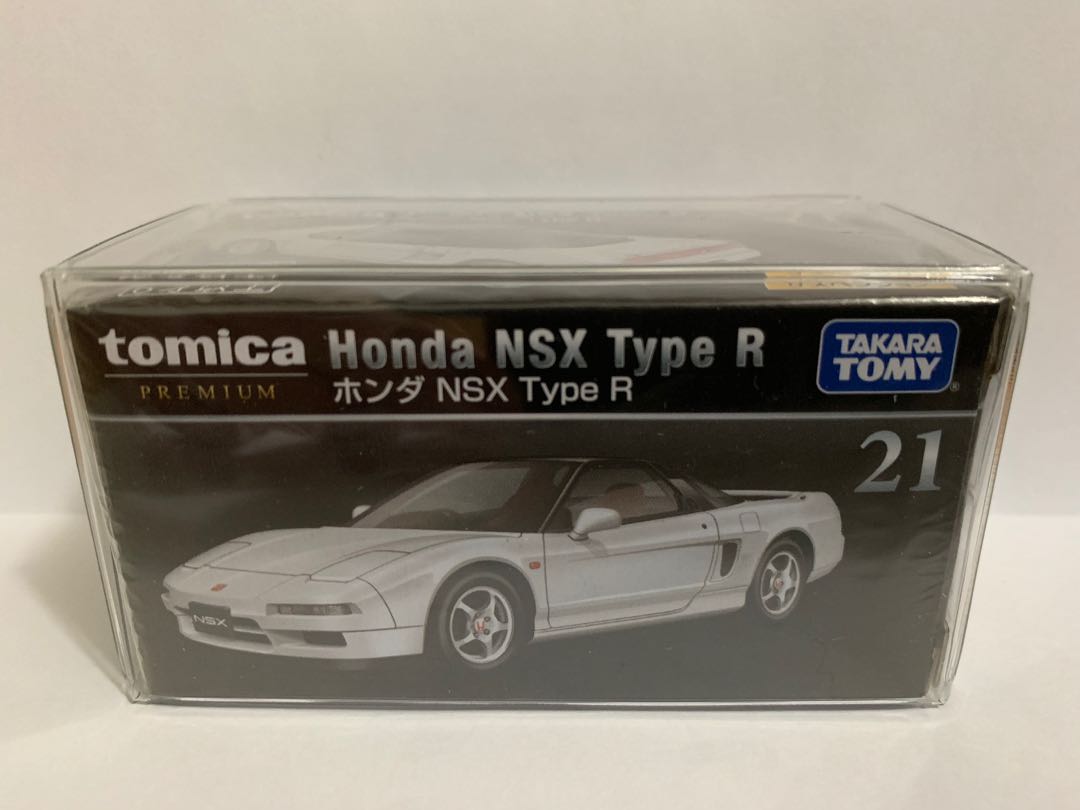 tomica
PREMIUM
Honda NSX Type R
ホンダ NSX Type R
TAKARA
TOMY
®
21
NSX